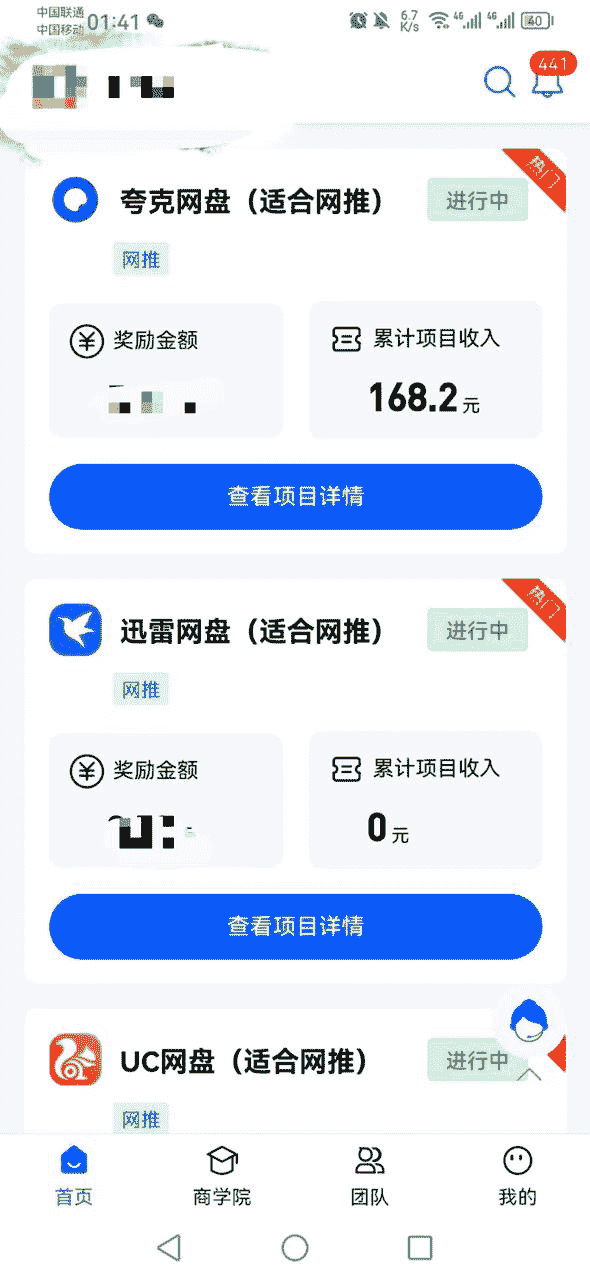 中国联通
中国移动
01:41
6.7
K/s
4G
4G
40
441
夸克网盘（适合网推）
进行中
热门
网推
奖励金额
累计项目收入
168.2元
查看项目详情
迅雷网盘（适合网推）
进行中
热门
网推
奖励金额
累计项目收入
0元
查看项目详情
UC网盘（适合网推）
进行中
网推
首页
商学院
团队
我的